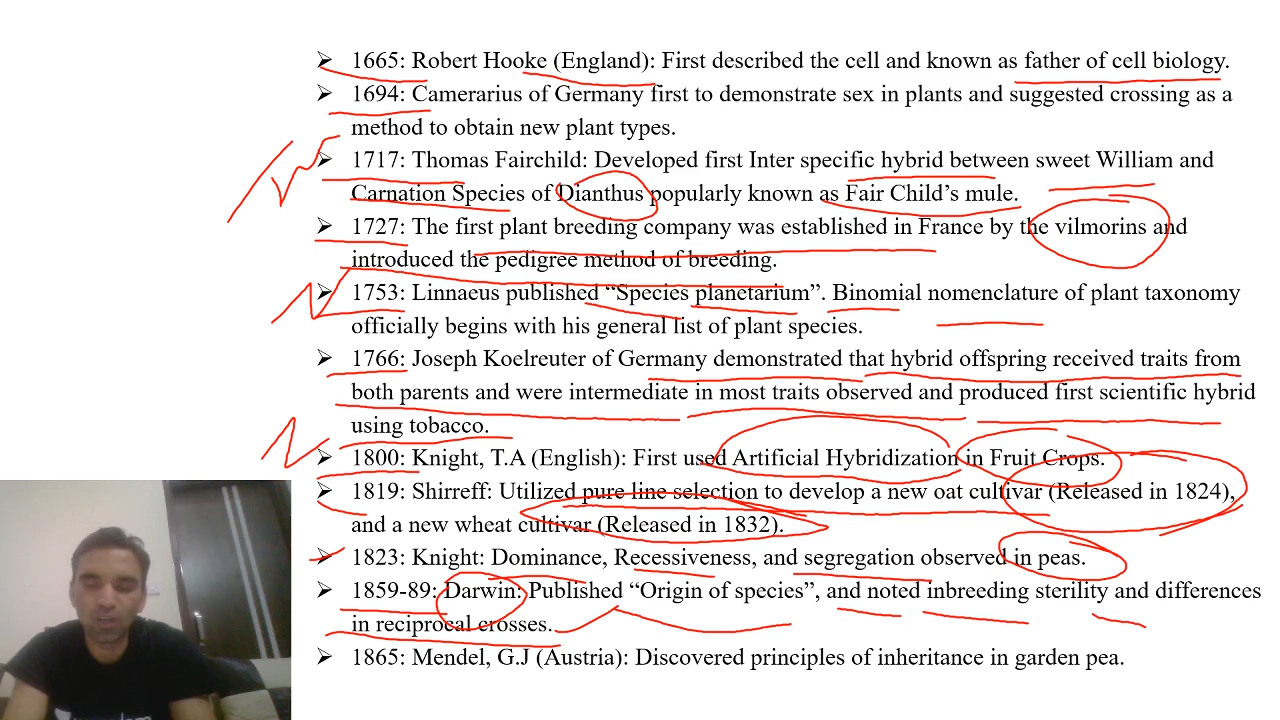 ➢ 1665: Robert Hooke (England): First described the cell and known as father of cell biology.
➢ 1694: Camerarius of Germany first to demonstrate sex in plants and suggested crossing as a
method to obtain new plant types.
➢ 1717: Thomas Fairchild: Developed first Inter specific hybrid between sweet William and
Carnation Species of Dianthus popularly known as Fair Child’s mule.
➢ 1727: The first plant breeding company was established in France by the vilmorins and
introduced the pedigree method of breeding.
➢ 1753: Linnaeus published “Species planetarium”. Binomial nomenclature of plant taxonomy
officially begins with his general list of plant species.
➢ 1766: Joseph Koelreuter of Germany demonstrated that hybrid offspring received traits from
both parents and were intermediate in most traits observed and produced first scientific hybrid
using tobacco.
➢ 1800: Knight, T.A (English): First used Artificial Hybridization in Fruit Crops.
➢ 1819: Shirreff: Utilized pure line selection to develop a new oat cultivar (Released in 1824),
and a new wheat cultivar (Released in 1832).
➢ 1823: Knight: Dominance, Recessiveness, and segregation observed in peas.
➢ 1859-89: Darwin: Published “Origin of species”, and noted inbreeding sterility and differences
in reciprocal crosses.
➢ 1865: Mendel, G.J (Austria): Discovered principles of inheritance in garden pea.